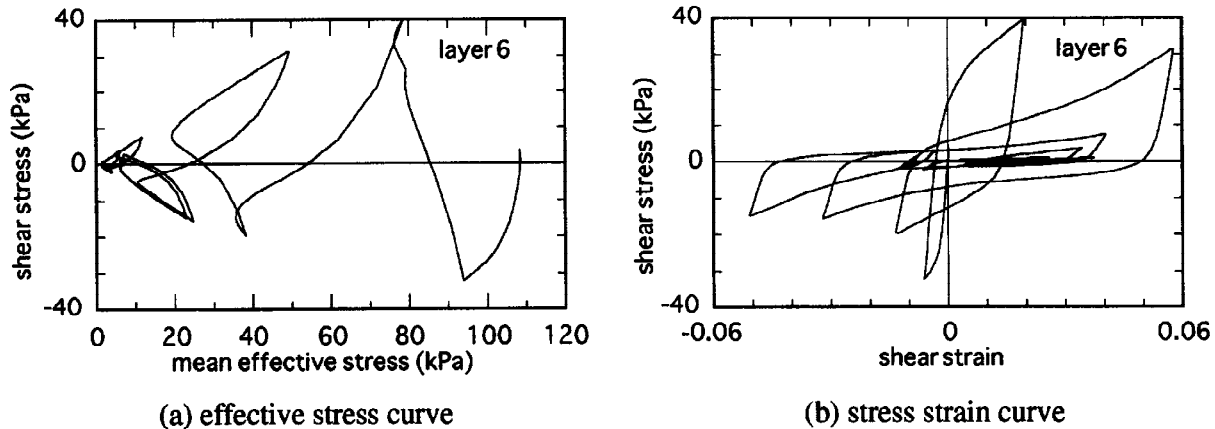 40
layer 6
shear stress (kPa)
0
-40
0 20 40 60 80 100 120
mean effective stress (kPa)
(a) effective stress curve
40
layer 6
shear stress (kPa)
0
-40
-0.06 0 0.06
shear strain
(b) stress strain curve